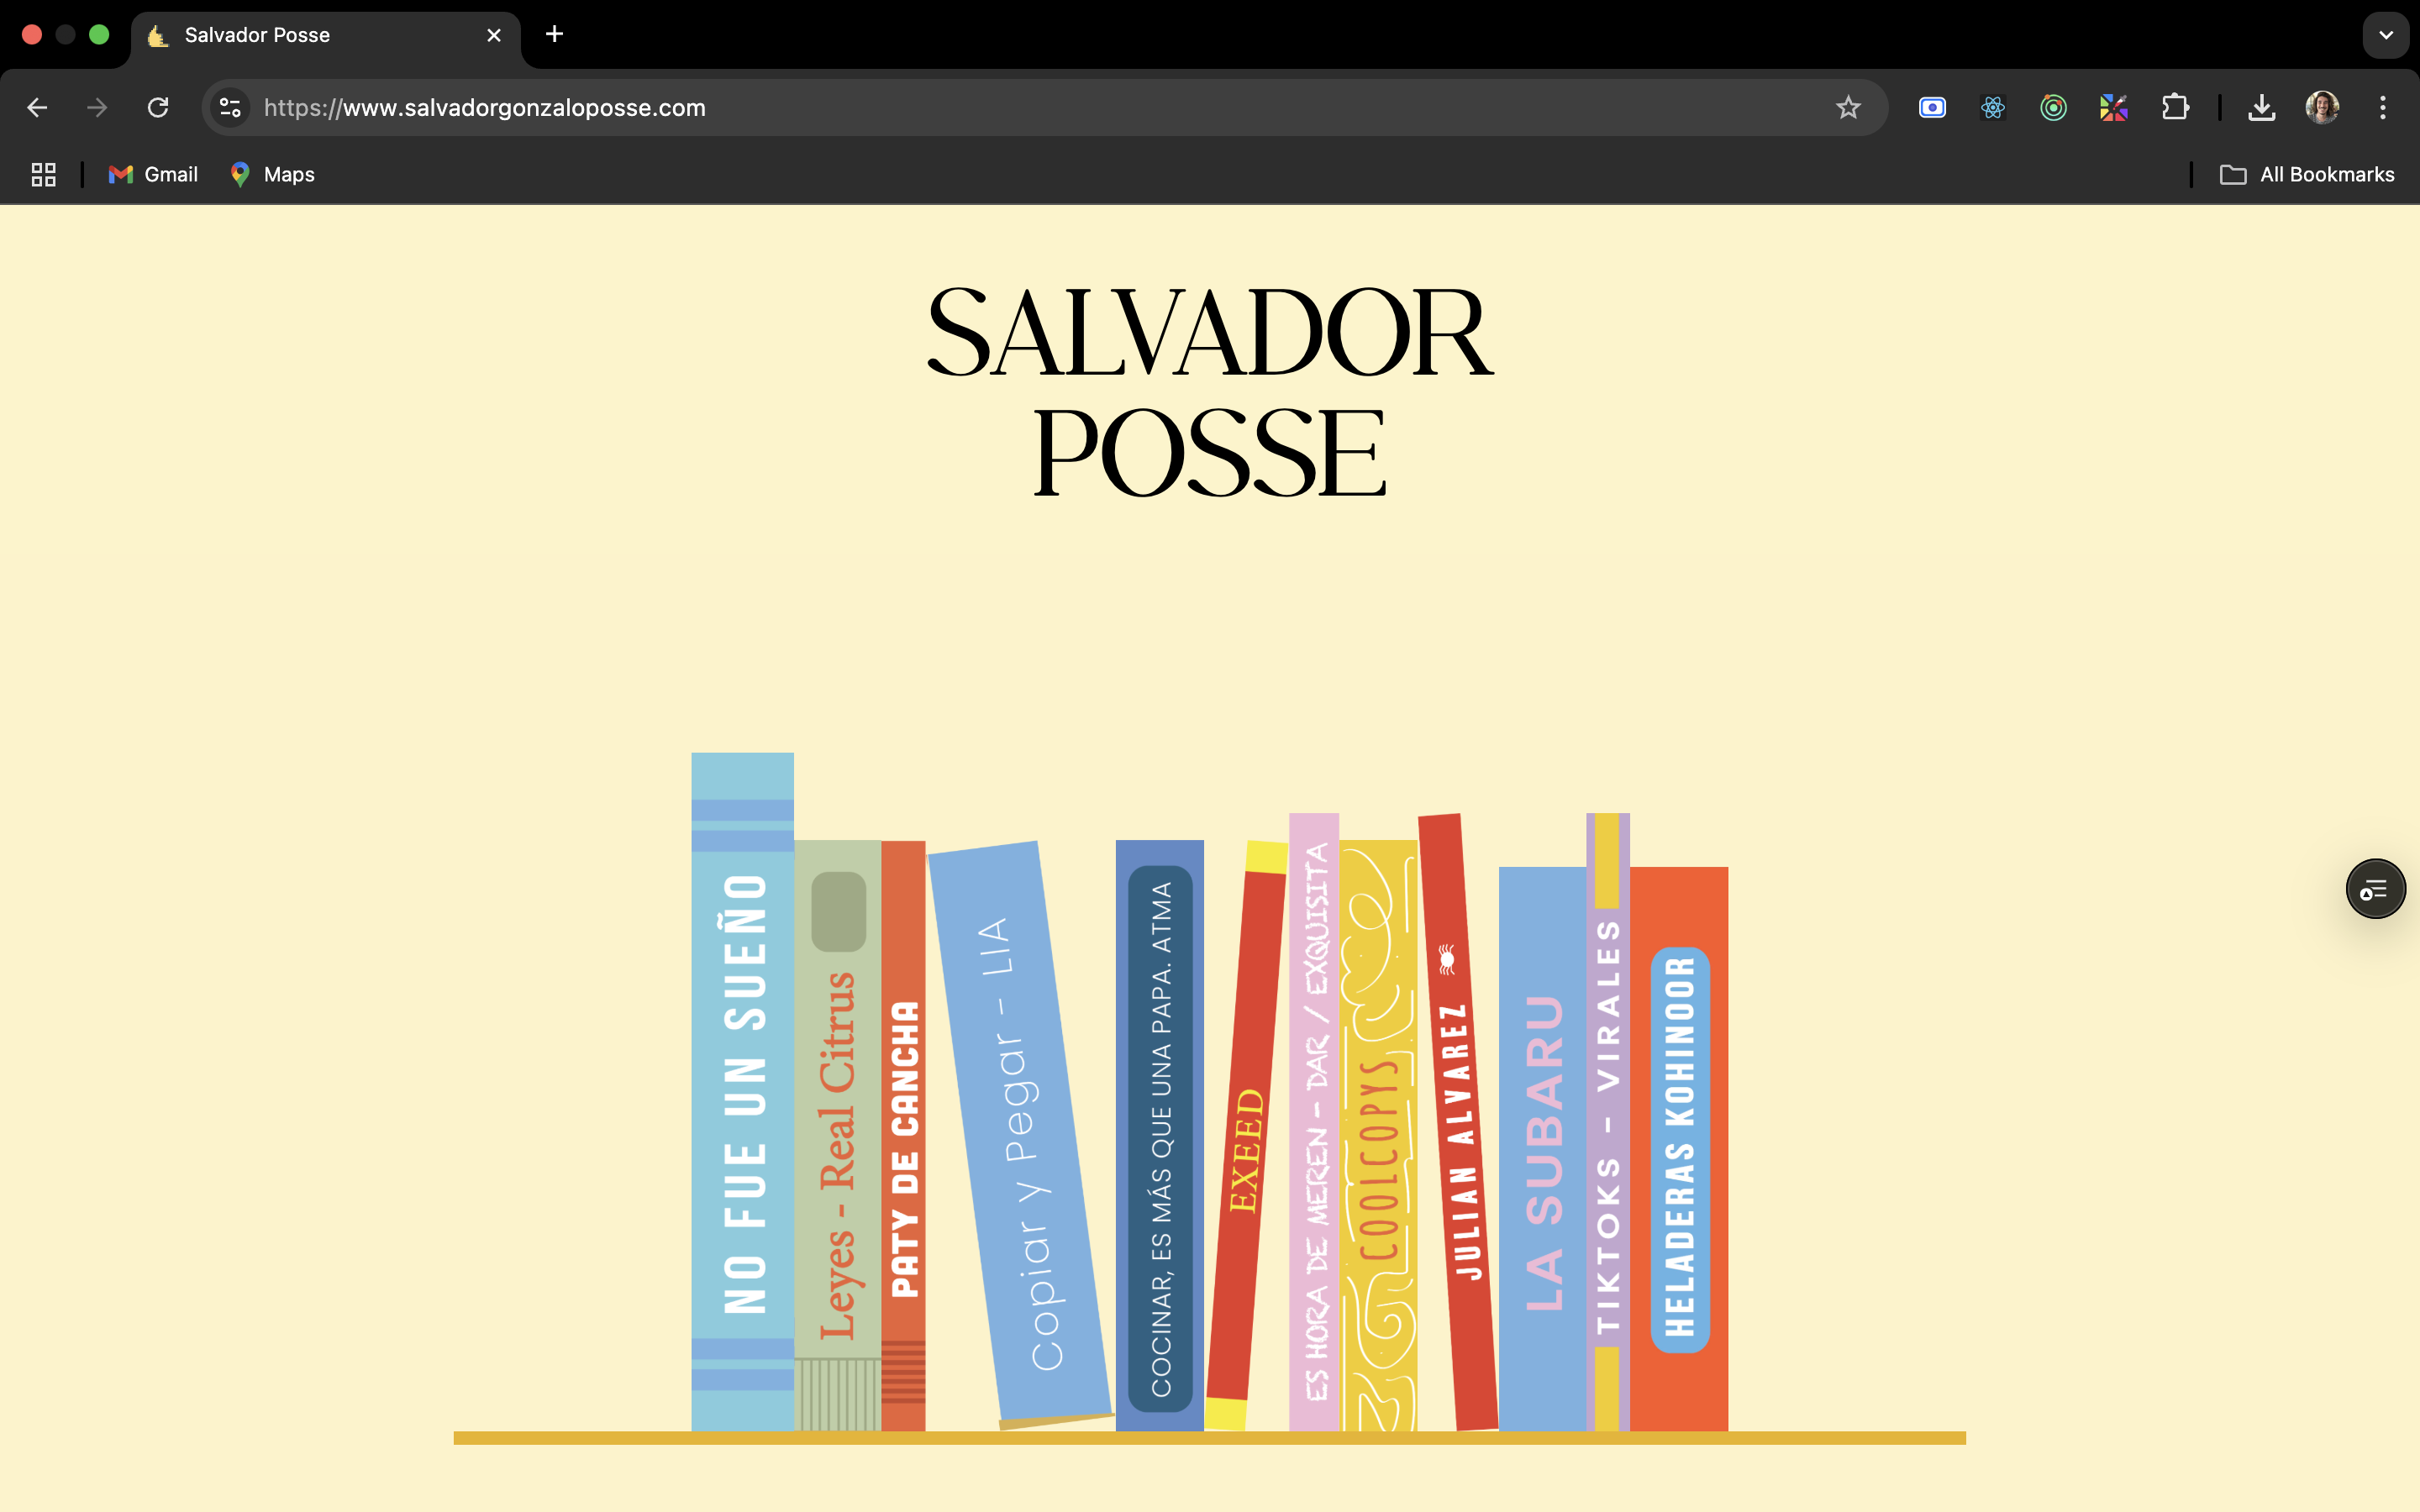 Salvador Posse
https://www.salvadorgonzaloposse.com
Gmail
Maps
All Bookmarks
SALVADOR
POSSE
NO FUE UN SUEÑO
Leyes - Real Citrus
PATY DE CANCHA
Copiar y Pegar - LIA
COCINAR, ES MÁS QUE UNA PAPA. ATMA
EXEED
ES HORA DE MEREN - DAR / EXQUISITA
COOLCOPYS
JULIAN ALVAREZ
LA SUBARU
TIKTOKS - VIRALES
HELADERAS KOHINOOR